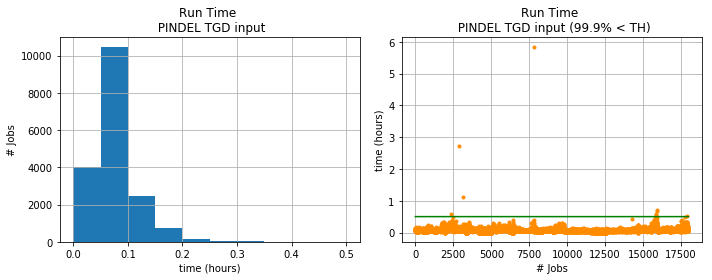 Run Time
PINDEL TGD input
# Jobs
10000
8000
6000
4000
2000
0
0.0 0.1 0.2 0.3 0.4 0.5
time (hours)
Run Time
PINDEL TGD input (99.9% < TH)
time (hours)
6
5
4
3
2
1
0
0 2500 5000 7500 10000 12500 15000 17500
# Jobs